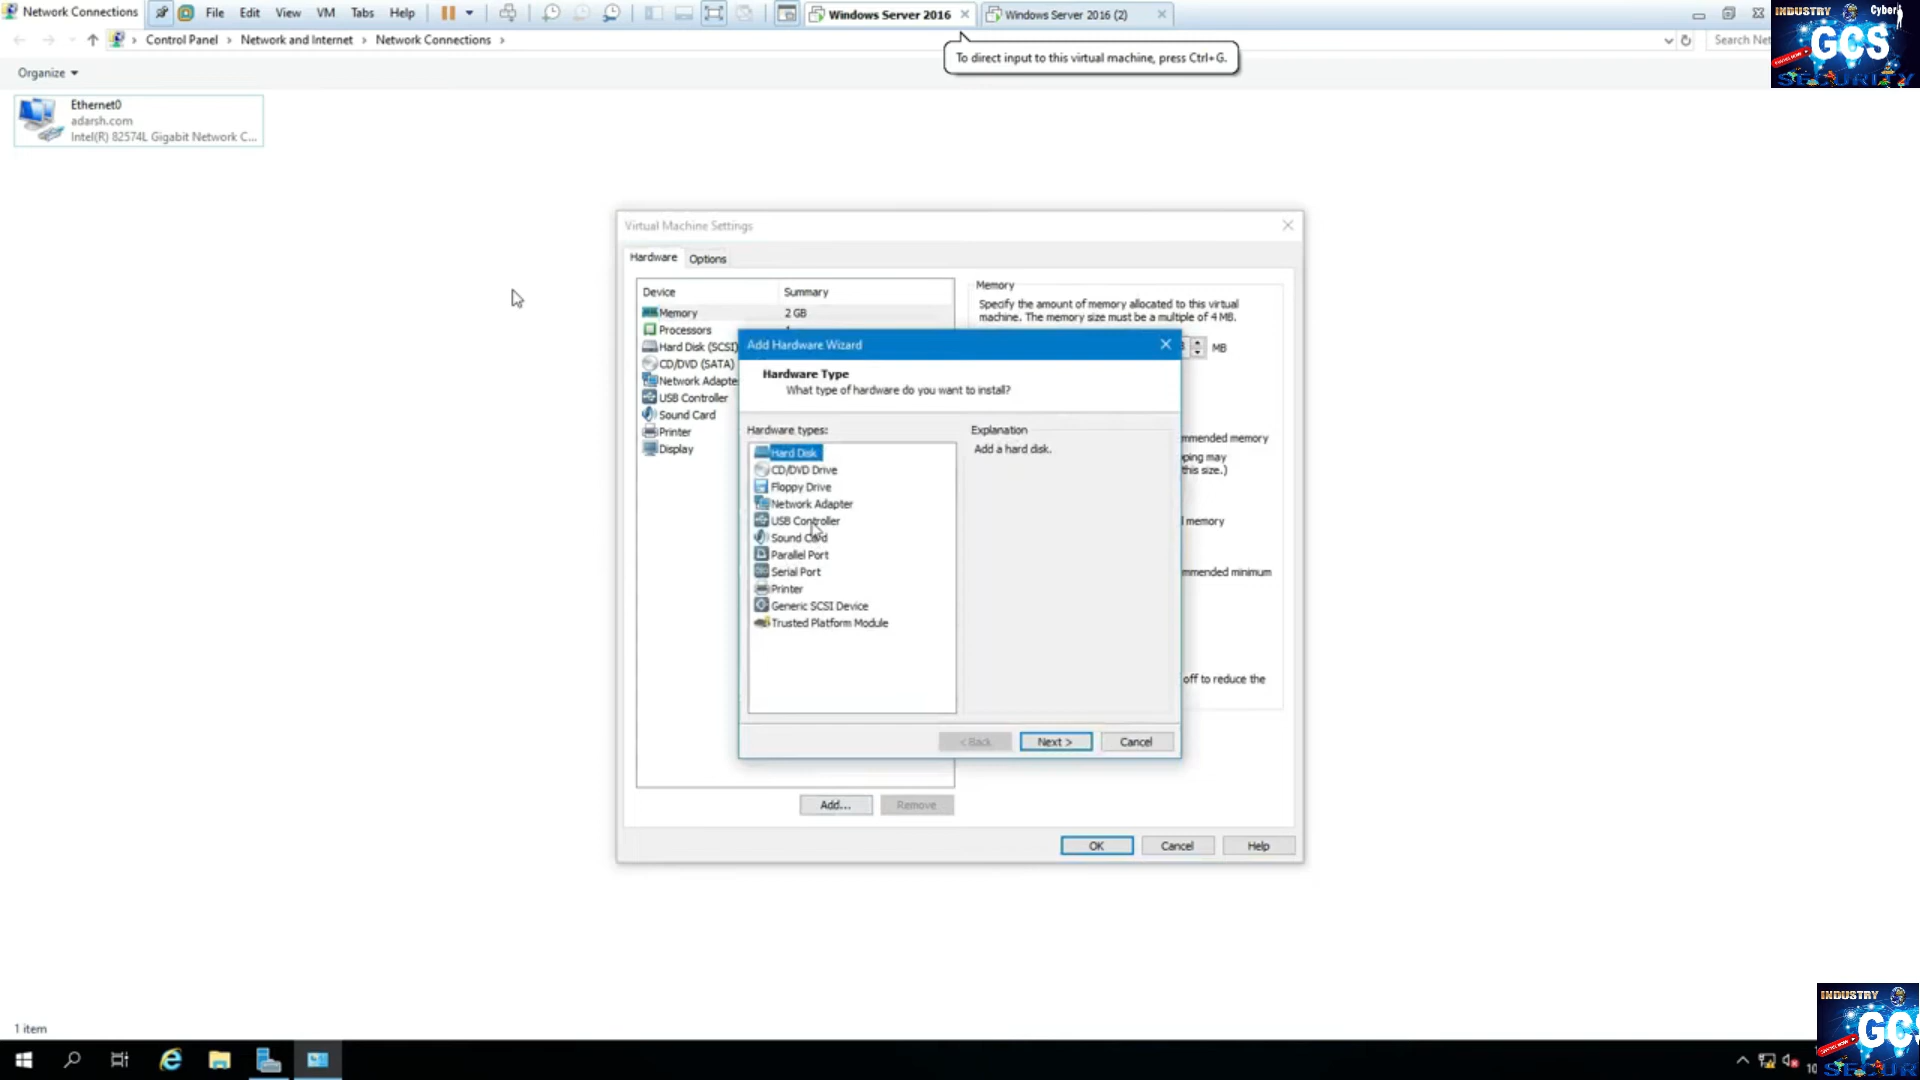 Network Connections
File Edit View VM Tabs Help
Windows Server 2016
Windows Server 2016 (2)
INDUSTRY Cyber
GCS
SECURITY
Control Panel > Network and Internet > Network Connections >
To direct input to this virtual machine, press Ctrl+G.
Search Net
Organize
Ethernet0
adarsh.com
Intel(R) 82574L Gigabit Network C...
Virtual Machine Settings
Hardware Options
Device Summary
Memory 2 GB
Processors
Hard Disk (SCSI)
CD/DVD (SATA)
Network Adapte
USB Controller
Sound Card
Printer
Display
Memory
Specify the amount of memory allocated to this virtual
machine. The memory size must be a multiple of 4 MB.
MB
mmended memory
ping may
this size.)
l memory
mmended minimum
off to reduce the
Add Hardware Wizard
Hardware Type
What type of hardware do you want to install?
Hardware types:
Hard Disk
CD/DVD Drive
Floppy Drive
Network Adapter
USB Controller
Sound Card
Parallel Port
Serial Port
Printer
Generic SCSI Device
Trusted Platform Module
Explanation
Add a hard disk.
< Back Next > Cancel
Add... Remove
OK Cancel Help
1 item
INDUSTRY
GCS
SECUR
10